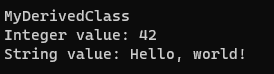 MyDerivedClass
Integer value: 42
String value: Hello, world!